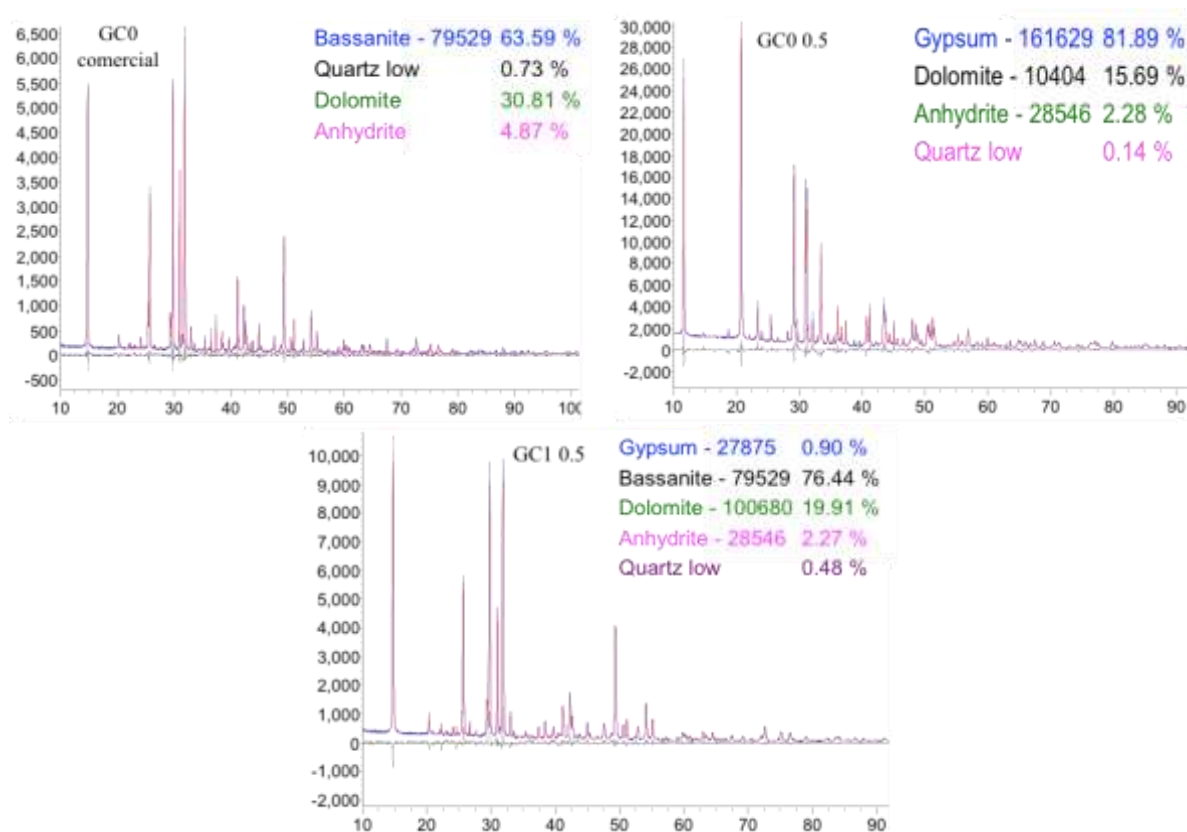 GC0
comercial
Bassanite - 79529 63.59 %
Quartz low 0.73 %
Dolomite 30.81 %
Anhydrite 4.87 %
6,500
6,000
5,500
5,000
4,500
4,000
3,500
3,000
2,500
2,000
1,500
1,000
500
0
-500
10 20 30 40 50 60 70 80 90 100
GC0 0.5
Gypsum - 161629 81.89 %
Dolomite - 10404 15.69 %
Anhydrite - 28546 2.28 %
Quartz low 0.14 %
30,000
28,000
26,000
24,000
22,000
20,000
18,000
16,000
14,000
12,000
10,000
8,000
6,000
4,000
2,000
0
-2,000
10 20 30 40 50 60 70 80 90
GC1 0.5
Gypsum - 27875 0.90 %
Bassanite - 79529 76.44 %
Dolomite - 100680 19.91 %
Anhydrite - 28546 2.27 %
Quartz low 0.48 %
10,000
9,000
8,000
7,000
6,000
5,000
4,000
3,000
2,000
1,000
0
-1,000
-2,000
10 20 30 40 50 60 70 80 90